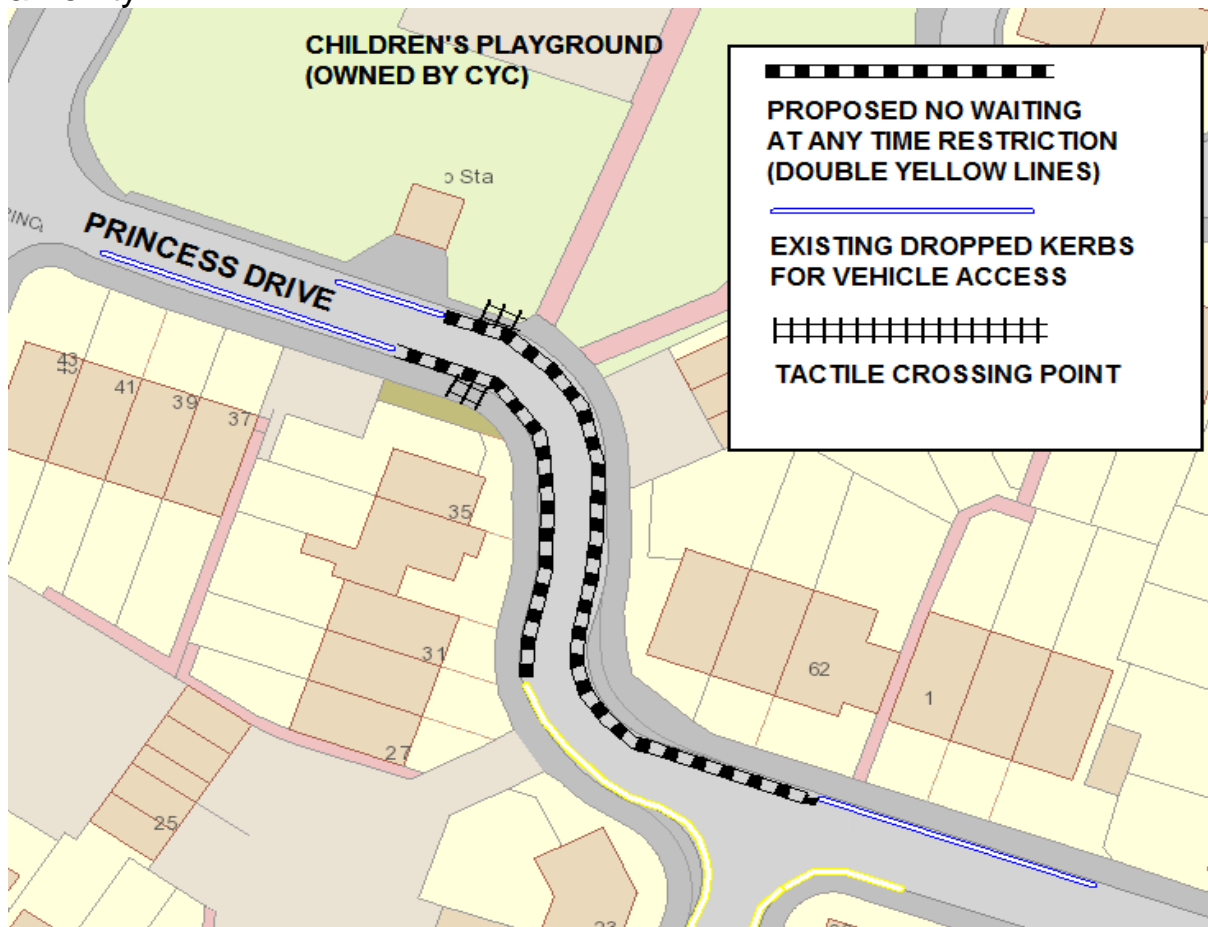 CHILDREN'S PLAYGROUND
(OWNED BY CYC)
PROPOSED NO WAITING
AT ANY TIME RESTRICTION
(DOUBLE YELLOW LINES)
EXISTING DROPPED KERBS
FOR VEHICLE ACCESS
TACTILE CROSSING POINT
Sta
PRINCESS DRIVE
43
41
39
37
35
31
27
25
62
1